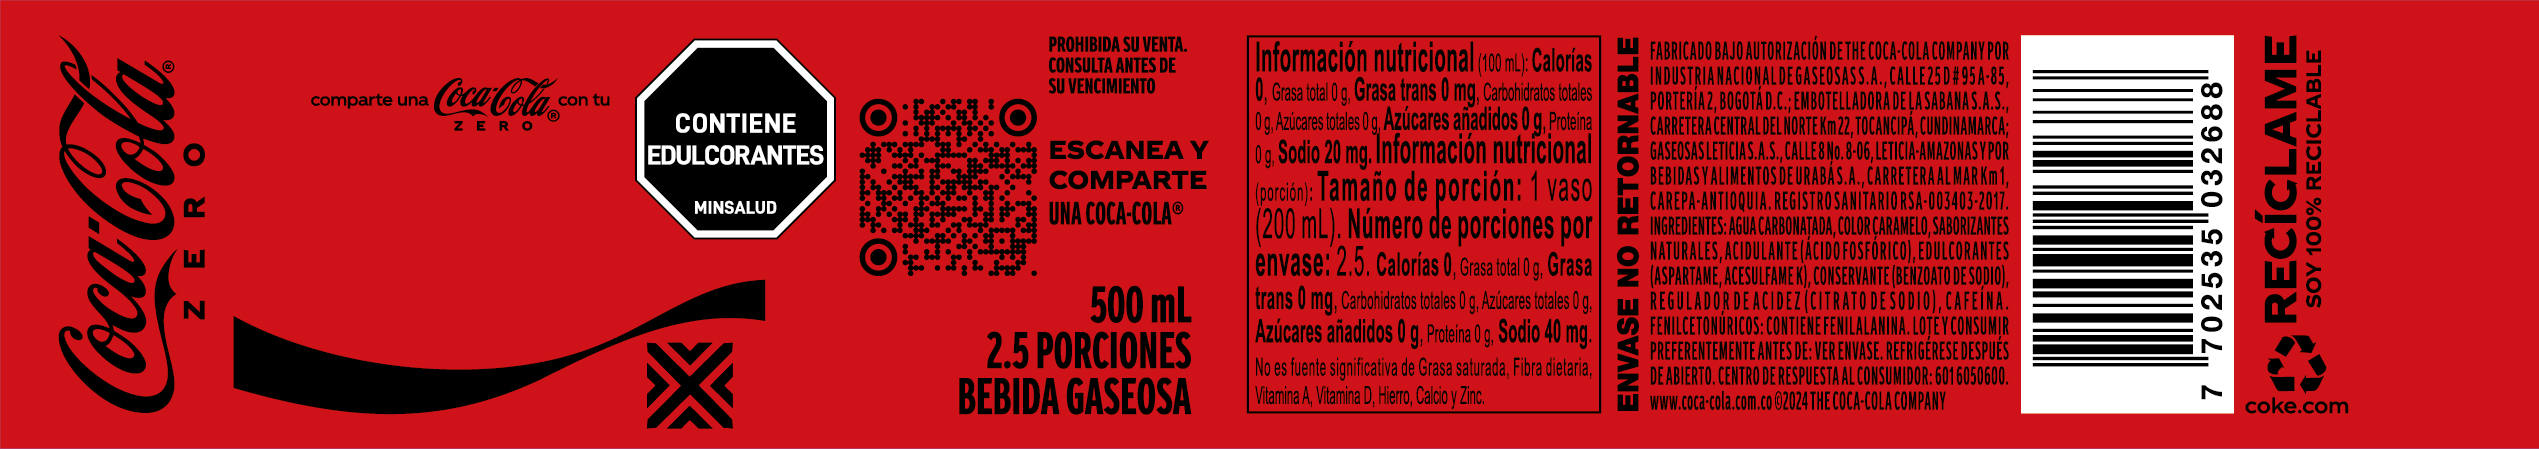 Coca-Cola®
ZERO
comparte una Coca-Cola® con tu
ZERO
CONTIENE
EDULCORANTES
MINSALUD
PROHIBIDA SU VENTA.
CONSULTA ANTES DE
SU VENCIMIENTO
ESCANEA Y
COMPARTE
UNA COCA-COLA®
500 mL
2.5 PORCIONES
BEBIDA GASEOSA
Información nutricional (100 mL): Calorías
0, Grasa total 0 g, Grasa trans 0 mg, Carbohidratos totales
0 g, Azúcares totales 0 g, Azúcares añadidos 0 g, Proteína
0 g, Sodio 20 mg. Información nutricional
(porción): Tamaño de porción: 1 vaso
(200 mL). Número de porciones por
envase: 2.5. Calorías 0, Grasa total 0 g, Grasa
trans 0 mg, Carbohidratos totales 0 g, Azúcares totales 0 g,
Azúcares añadidos 0 g, Proteína 0 g, Sodio 40 mg.
No es fuente significativa de Grasa saturada, Fibra dietaria,
Vitamina A, Vitamina D, Hierro, Calcio y Zinc.
ENVASE NO RETORNABLE
FABRICADO BAJO AUTORIZACIÓN DE THE COCA-COLA COMPANY POR
INDUSTRIA NACIONAL DE GASEOSAS S.A., CALLE 25 D # 95 A-85,
PORTERÍA 2, BOGOTÁ D.C.; EMBOTELLADORA DE LA SABANA S.A.S.,
CARRETERA CENTRAL DEL NORTE Km 22, TOCANCIPÁ, CUNDINAMARCA;
GASEOSAS LETICIA S.A.S., CALLE 8 No. 8-06, LETICIA-AMAZONAS Y POR
BEBIDAS Y ALIMENTOS DE URABÁ S.A., CARRETERA AL MAR Km 1,
CAREPA-ANTIOQUIA. REGISTRO SANITARIO RSA-003403-2017.
INGREDIENTES: AGUA CARBONATADA, COLOR CARAMELO, SABORIZANTES
NATURALES, ACIDULANTE (ÁCIDO FOSFÓRICO), EDULCORANTES
(ASPARTAME, ACESULFAME K), CONSERVANTE (BENZOATO DE SODIO),
REGULADOR DE ACIDEZ (CITRATO DE SODIO), CAFEÍNA.
FENILCETONÚRICOS: CONTIENE FENILALANINA. LOTE Y CONSUMIR
PREFERENTEMENTE ANTES DE: VER ENVASE. REFRIGÉRESE DESPUÉS
DE ABIERTO. CENTRO DE RESPUESTA AL CONSUMIDOR: 6016050600.
www.coca-cola.com.co ©2024 THE COCA-COLA COMPANY
7 702535 032688
RECÍCLAME
SOY 100% RECICLABLE
coke.com